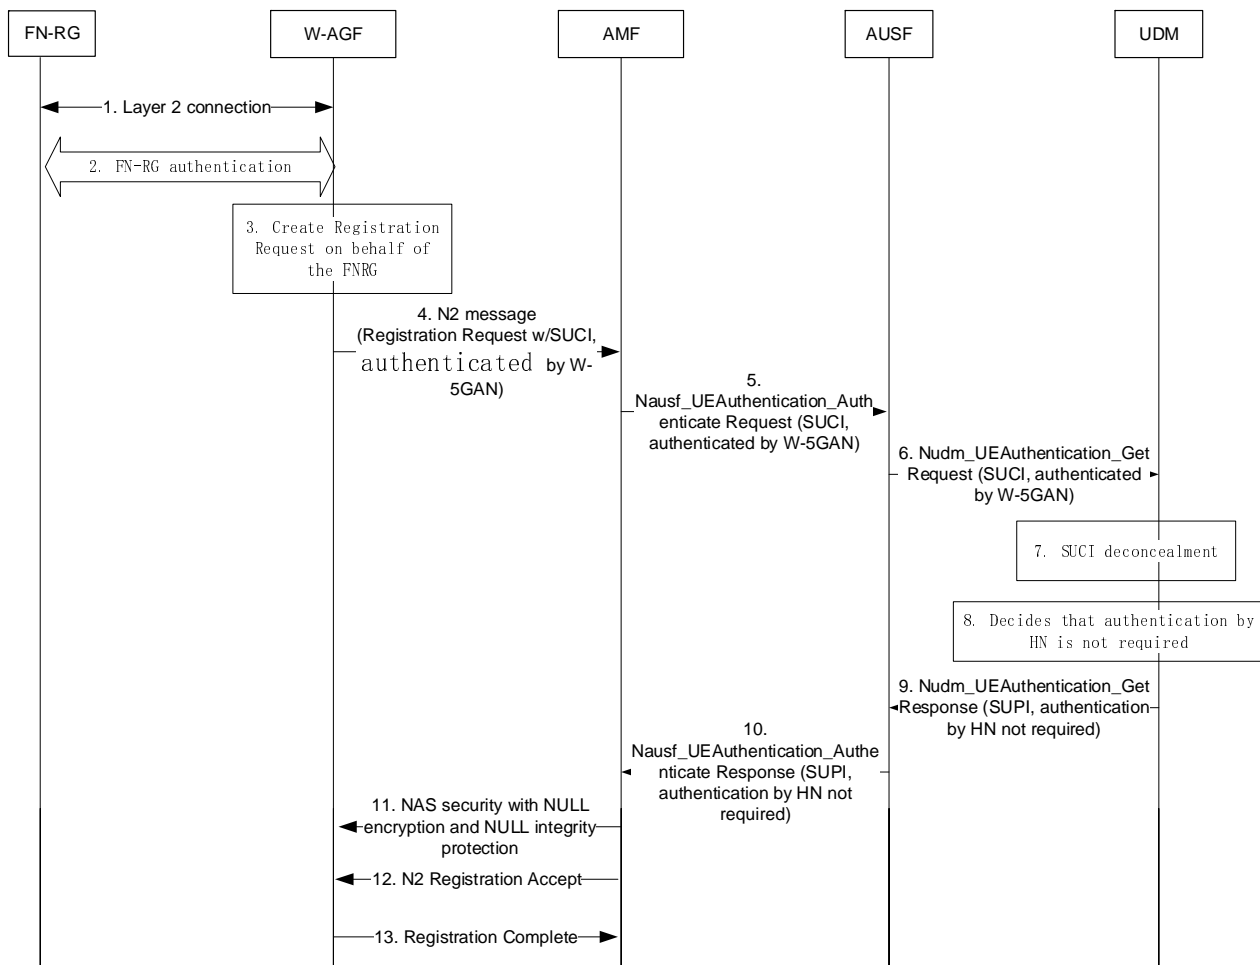 FN-RG
W-AGF
AMF
AUSF
UDM
1. Layer 2 connection
2. FN-RG authentication
3. Create Registration
Request on behalf of
the FNRG
4. N2 message
(Registration Request w/SUCI,
authenticated by W-
5GAN)
5.
Nausf_UEAuthentication_Auth
enticate Request (SUCI,
authenticated by W-5GAN)
6. Nudm_UEAuthentication_Get
Request (SUCI, authenticated
by W-5GAN)
7. SUCI deconcealment
8. Decides that authentication by
HN is not required
9. Nudm_UEAuthentication_Get
Response (SUPI, authentication
by HN not required)
10.
Nausf_UEAuthentication_Authe
nticate Response (SUPI,
authentication by HN not
required)
11. NAS security with NULL
encryption and NULL integrity
protection
12. N2 Registration Accept
13. Registration Complete